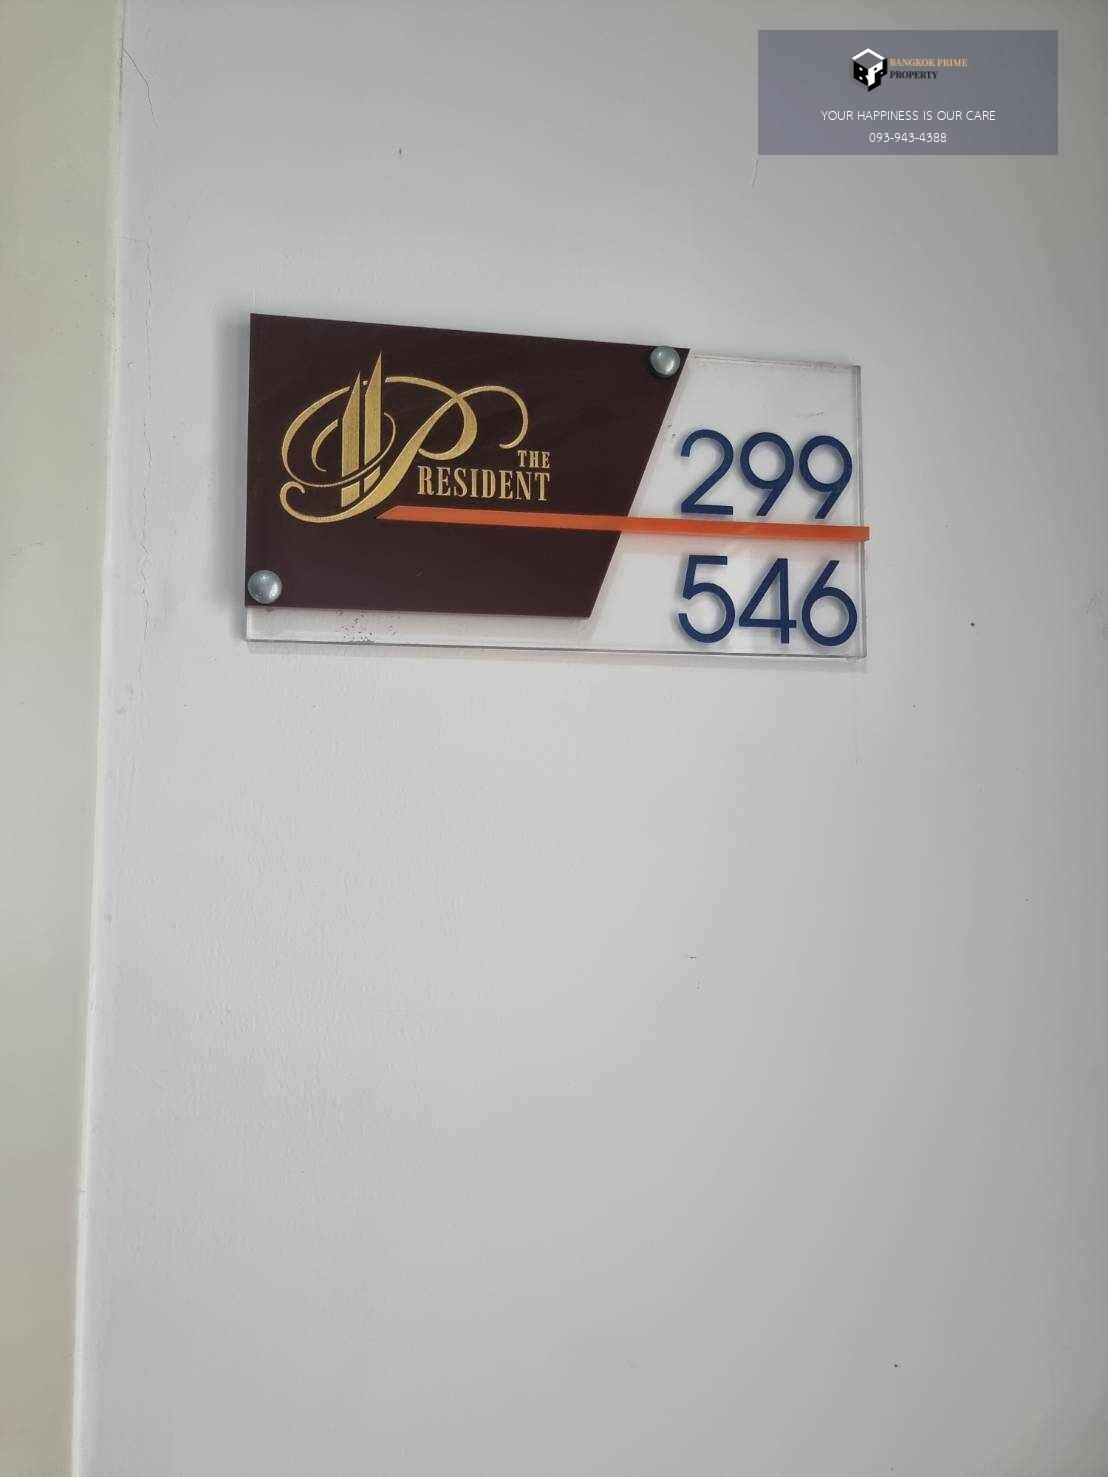 BANGKOK PRIME
PROPERTY
YOUR HAPPINESS IS OUR CARE
093-943-4388
THE
PRESIDENT
299
546